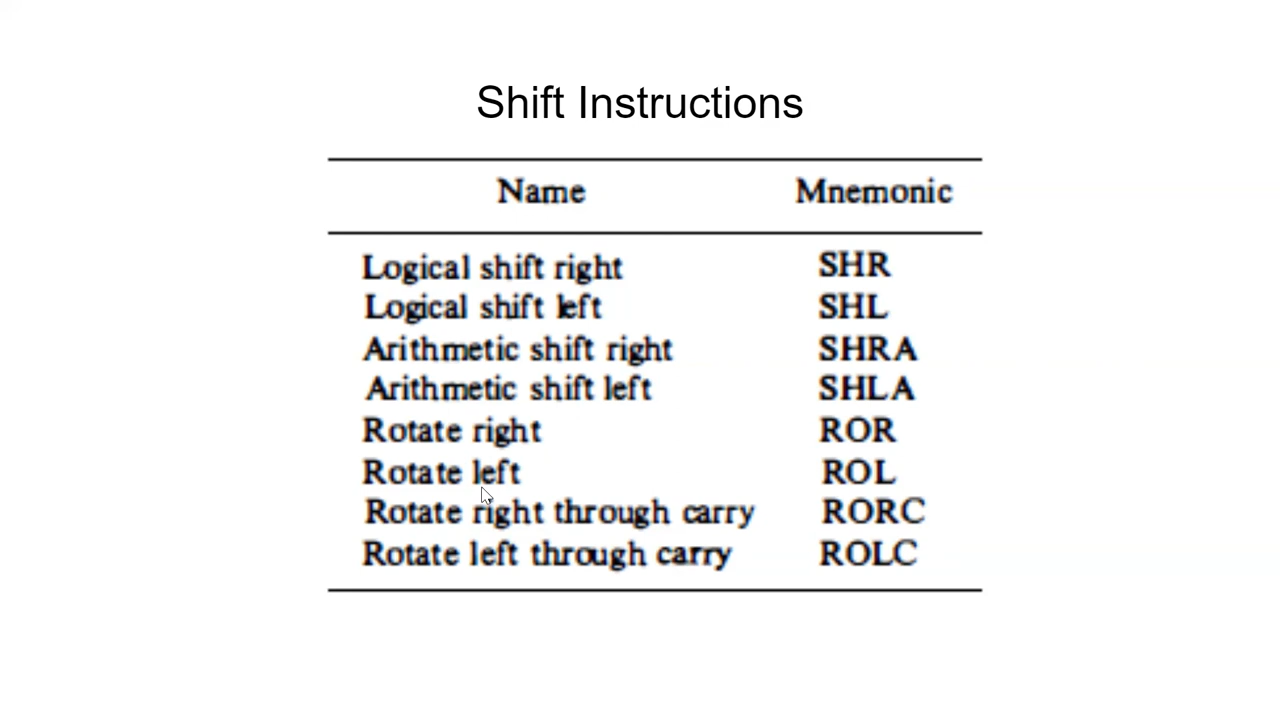 Shift Instructions
Name Mnemonic
Logical shift right SHR
Logical shift left SHL
Arithmetic shift right SHRA
Arithmetic shift left SHLA
Rotate right ROR
Rotate left ROL
Rotate right through carry RORC
Rotate left through carry ROLC